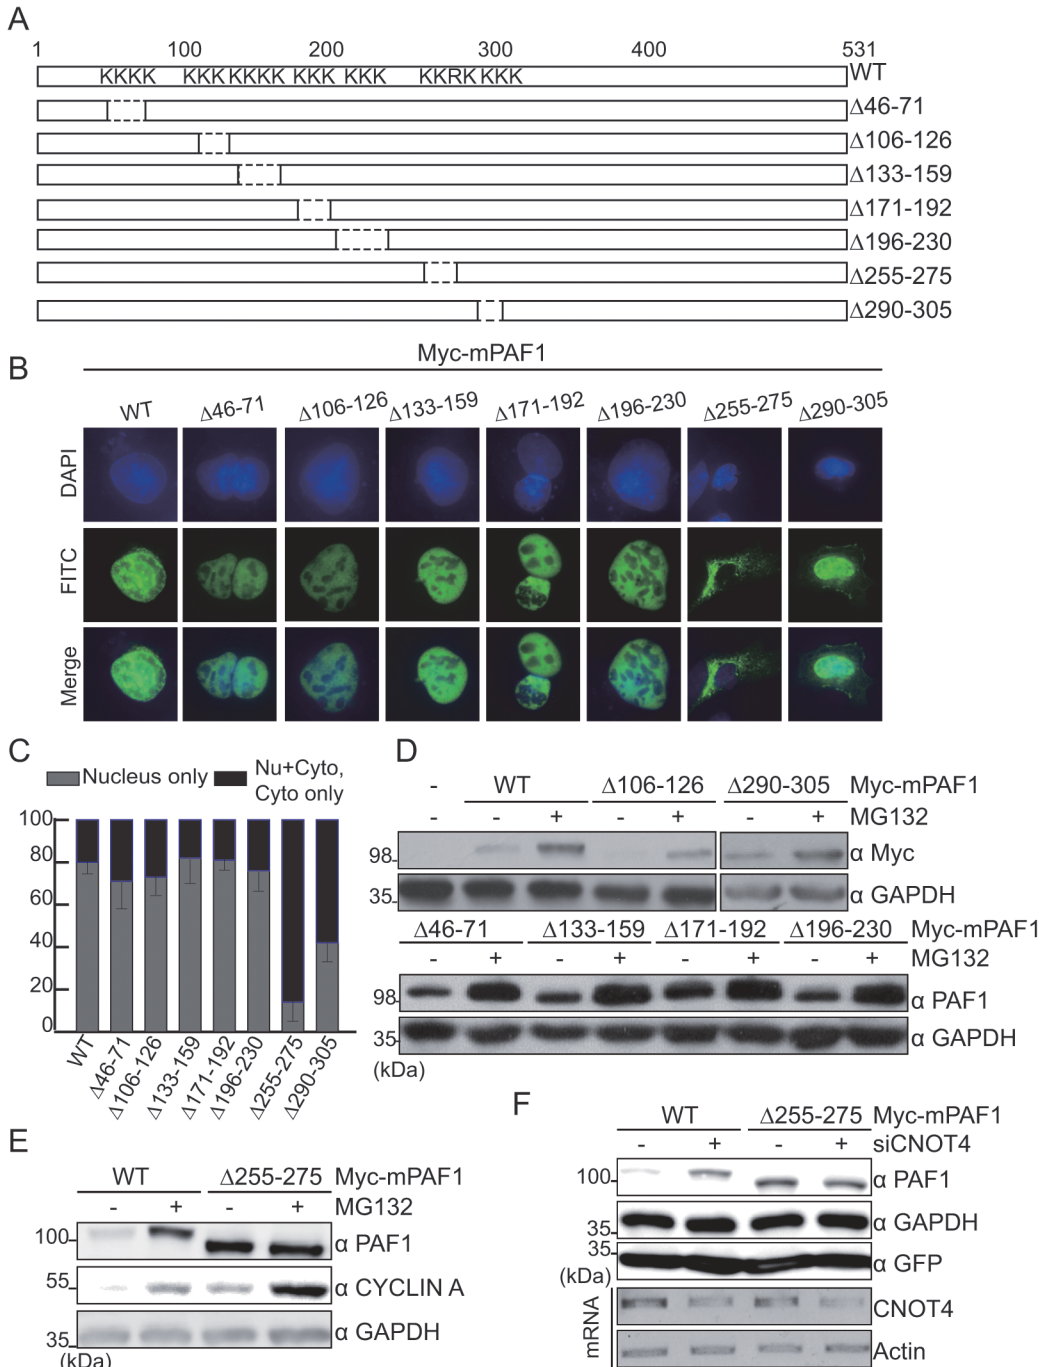 A
1 100 200 300 400 531
KKKK KKK KKKK KKK KKK KKRK KKK WT
Δ46-71
Δ106-126
Δ133-159
Δ171-192
Δ196-230
Δ255-275
Δ290-305
B
Myc-mPAF1
WT Δ46-71 Δ106-126 Δ133-159 Δ171-192 Δ196-230 Δ255-275 Δ290-305
DAPI
FITC
Merge
C
Nucleus only Nu+Cyto,
Cyto only
100
80
60
40
20
0
WT Δ46-71 Δ106-126 Δ133-159 Δ171-192 Δ196-230 Δ255-275 Δ290-305
D
- WT Δ106-126 Δ290-305 Myc-mPAF1
- - + - + - + MG132
98 α Myc
35 α GAPDH
Δ46-71 Δ133-159 Δ171-192 Δ196-230 Myc-mPAF1
- + - + - + - + MG132
98 α PAF1
35 α GAPDH
(kDa)
E
WT Δ255-275 Myc-mPAF1
- + - + MG132
100 α PAF1
55 α CYCLIN A
35 α GAPDH
(kDa)
F
WT Δ255-275 Myc-mPAF1
- + - + siCNOT4
100 α PAF1
35 α GAPDH
35 α GFP
(kDa)
mRNA
CNOT4
Actin